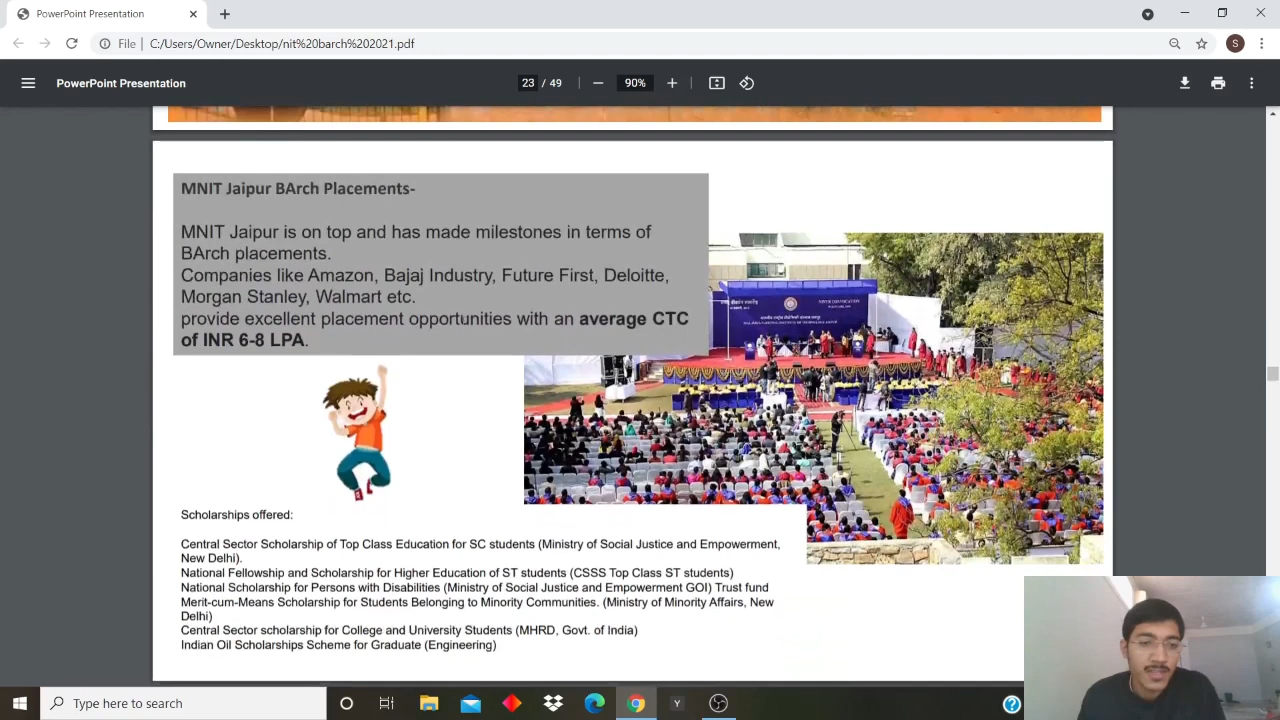 PowerPoint Presentation
File
C:/Users/Owner/Desktop/nit%20barch%202021.pdf
S
PowerPoint Presentation
23 / 49
90%
MNIT Jaipur BArch Placements-
MNIT Jaipur is on top and has made milestones in terms of
BArch placements.
Companies like Amazon, Bajaj Industry, Future First, Deloitte,
Morgan Stanley, Walmart etc.
provide excellent placement opportunities with an average CTC
of INR 6-8 LPA.
Scholarships offered:
Central Sector Scholarship of Top Class Education for SC students (Ministry of Social Justice and Empowerment,
New Delhi).
National Fellowship and Scholarship for Higher Education of ST students (CSSS Top Class ST students)
National Scholarship for Persons with Disabilities (Ministry of Social Justice and Empowerment GOI) Trust fund
Merit-cum-Means Scholarship for Students Belonging to Minority Communities. (Ministry of Minority Affairs, New
Delhi)
Central Sector scholarship for College and University Students (MHRD, Govt. of India)
Indian Oil Scholarships Scheme for Graduate (Engineering)
Type here to search
Y